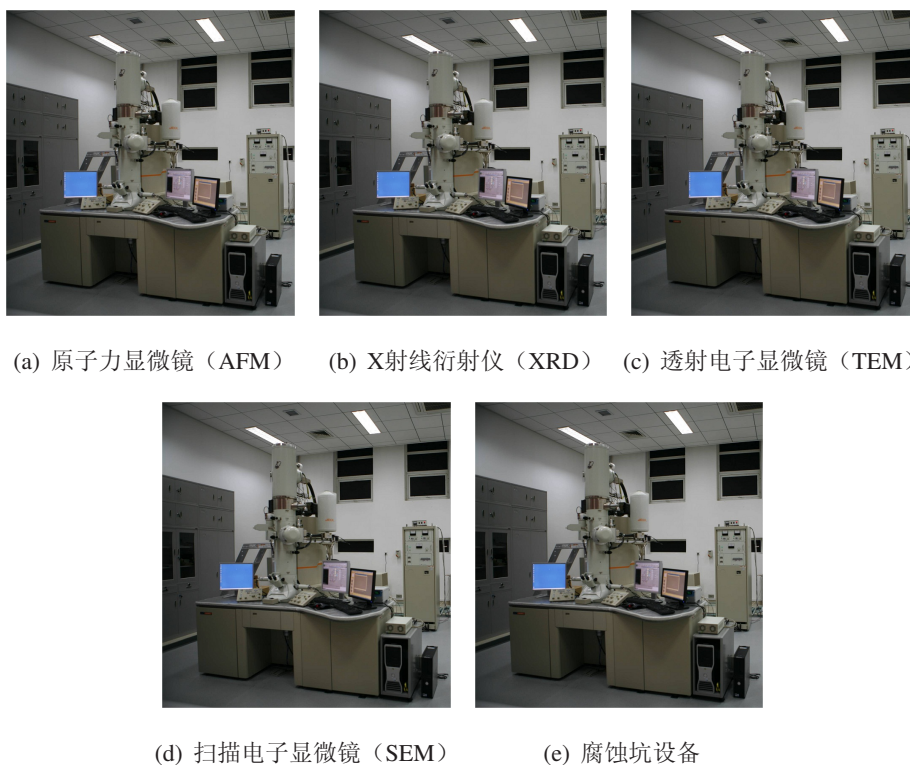 (a) 原子力显微镜（AFM）
(b) X射线衍射仪（XRD）
(c) 透射电子显微镜（TEM）
(d) 扫描电子显微镜（SEM）
(e) 腐蚀坑设备